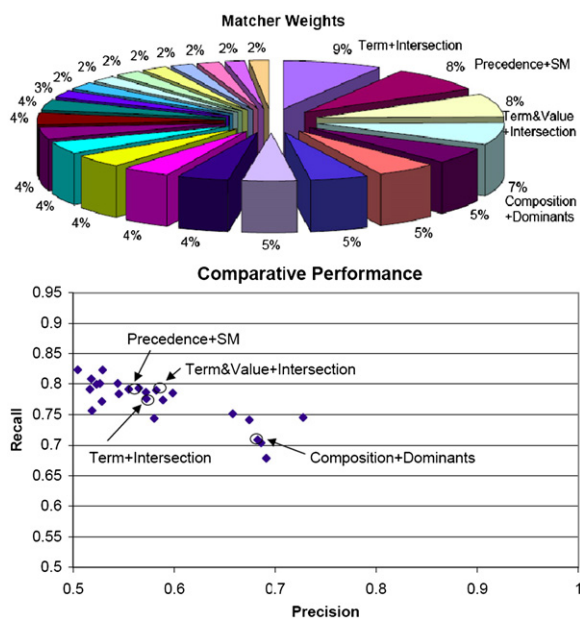 Matcher Weights
2% 2% 2% 2% 2% 2% 2% 2%
9% Term+Intersection
8% Precedence+SM
8%
Term&Value
+Intersection
7%
Composition
+Dominants
5%
5%
5%
5%
4%
4%
4%
4%
4%
4%
4%
3%
Comparative Performance
0.95
0.9
0.85
0.8
0.75
0.7
0.65
0.6
0.55
0.5
Recall
Precedence+SM
Term&Value+Intersection
Term+Intersection
Composition+Dominants
0.5 0.6 0.7 0.8 0.9 1
Precision